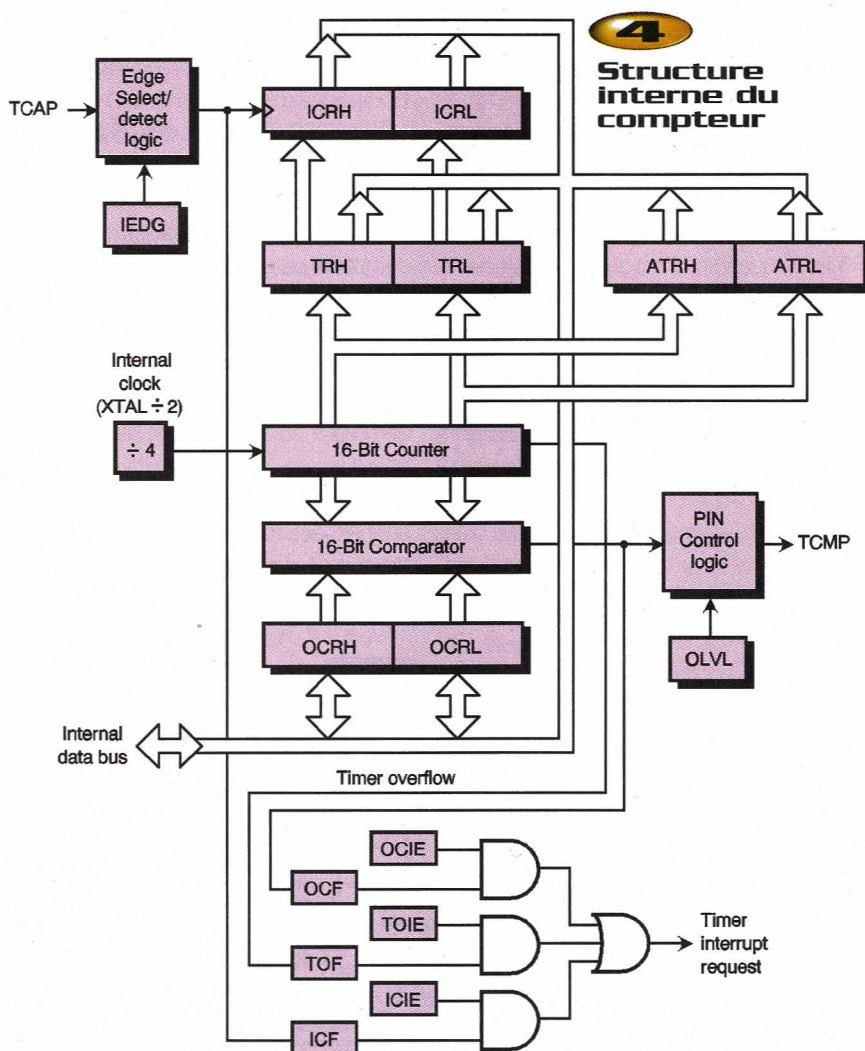 4
Structure
interne du
compteur
Edge
Select/
detect
logic
TCAP
ICRH
ICRL
IEDG
TRH
TRL
ATRH
ATRL
Internal
clock
(XTAL ÷ 2)
÷ 4
16-Bit Counter
16-Bit Comparator
PIN
Control
logic
TCMP
OCRH
OCRL
OLVL
Internal
data bus
Timer overflow
OCIE
OCF
TOIE
TOF
ICIE
ICF
Timer
interrupt
request